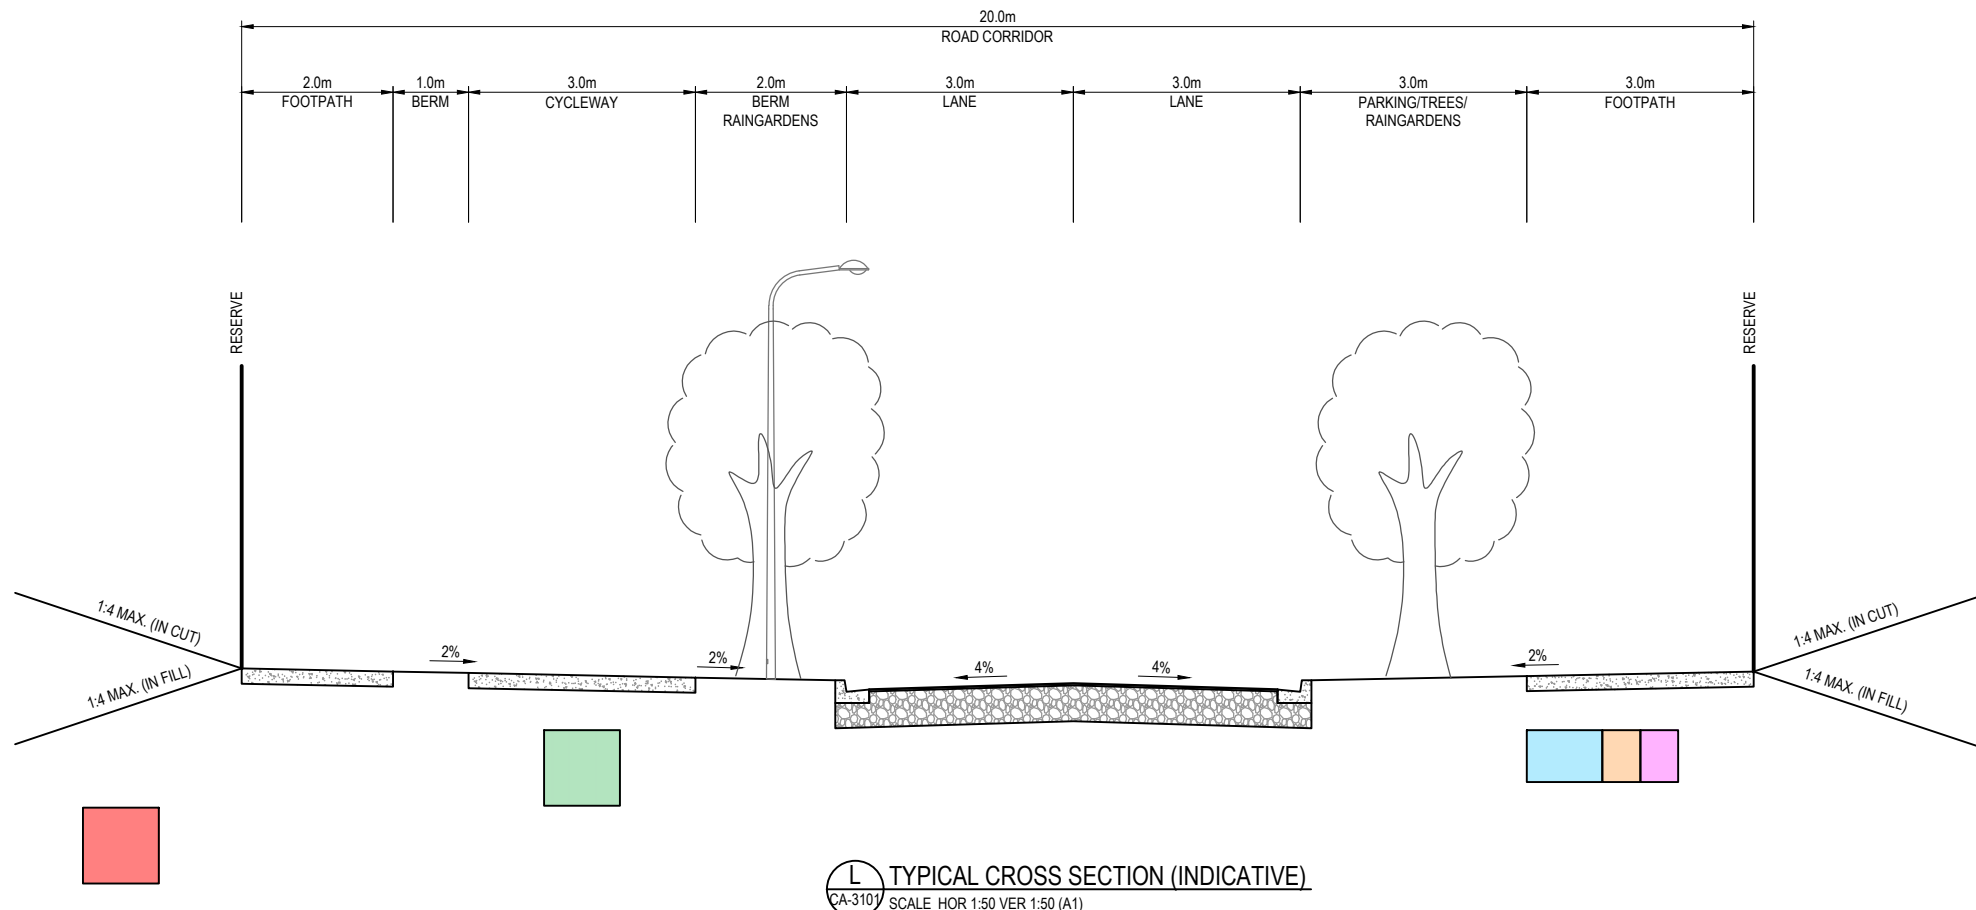 20.0m
ROAD CORRIDOR
2.0m
FOOTPATH
1.0m
BERM
3.0m
CYCLEWAY
2.0m
BERM
RAINGARDENS
3.0m
LANE
3.0m
LANE
3.0m
PARKING/TREES/
RAINGARDENS
3.0m
FOOTPATH
RESERVE
RESERVE
1:4 MAX. (IN CUT)
1:4 MAX. (IN FILL)
2%
2%
4%
4%
2%
1:4 MAX. (IN CUT)
1:4 MAX. (IN FILL)
L
CA-3101
TYPICAL CROSS SECTION (INDICATIVE)
SCALE HOR 1:50 VER 1:50 (A1)